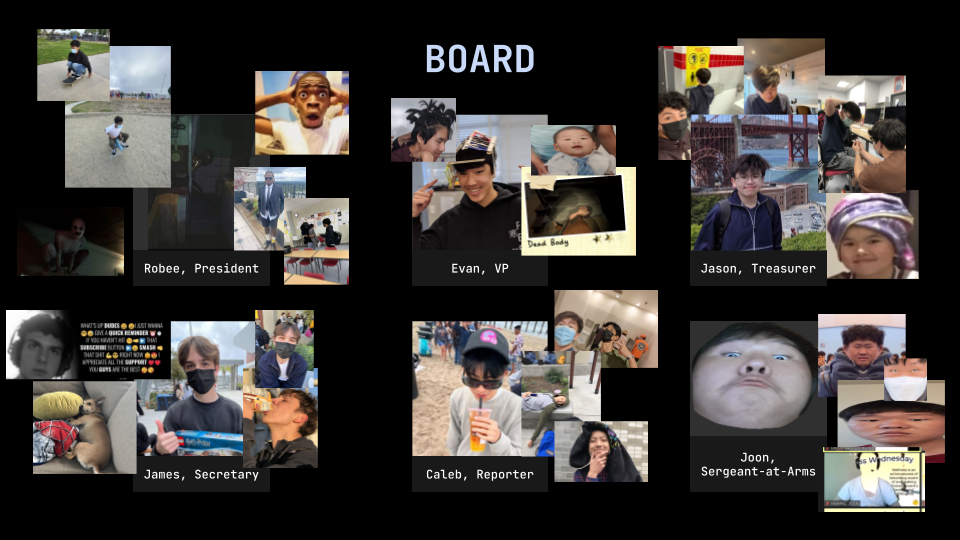 BOARD
Robee, President
Dead Body
Evan, VP
Jason, Treasurer
WHAT'S UP DUDES 😁😜I JUST WANNA
GIVE A QUICK REMINDER
IF YOU HAVEN'T HIT THAT
SUBSCRIBE BUTTON SMASH
THAT SHIT RIGHT NOW
APPRECIATE ALL THE SUPPORT
YOU GUYS ARE THE BEST
James, Secretary
Caleb, Reporter
Joon,
Sergeant-at-Arms
ss Wednesday